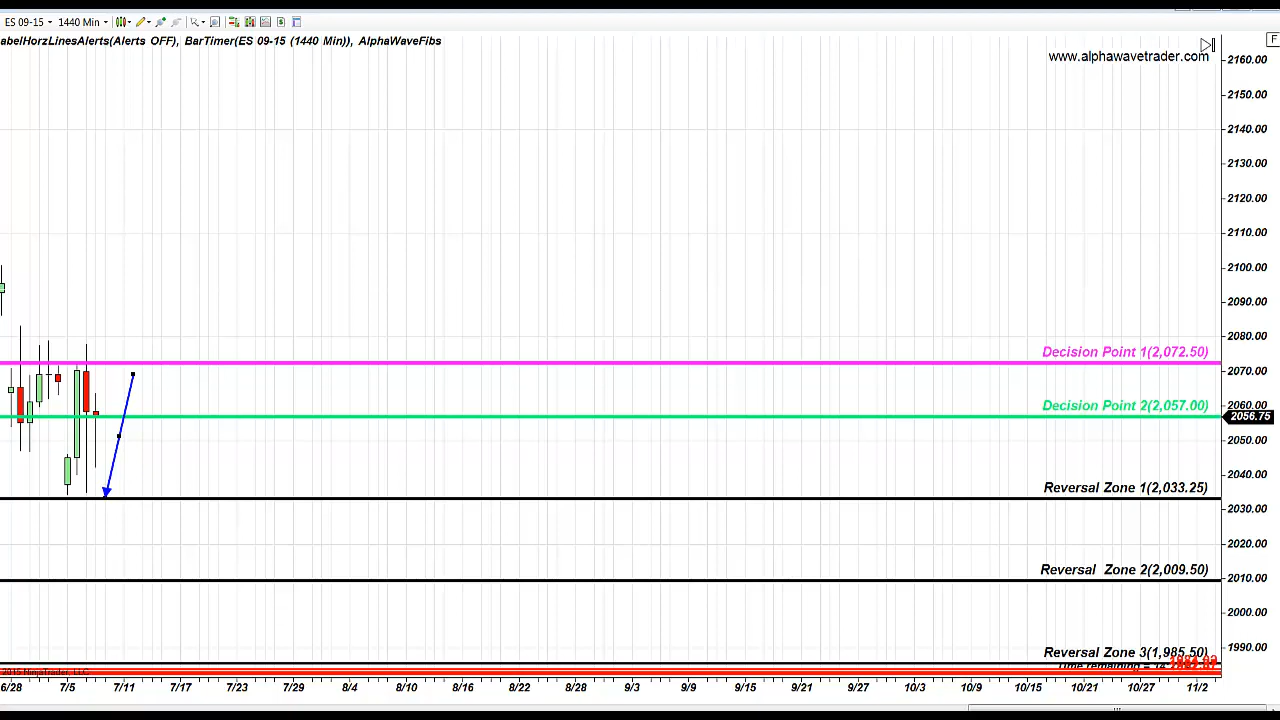 ES 09-15 1440 Min
abelHorzLinesAlerts(Alerts OFF), BarTimer(ES 09-15 (1440 Min)), AlphaWaveFibs
F
www.alphawavetrader.com
2160.00
2150.00
2140.00
2130.00
2120.00
2110.00
2100.00
2090.00
2080.00
Decision Point 1(2,072.50)
2070.00
Decision Point 2(2,057.00)
2060.00
2056.75
2050.00
2040.00
Reversal Zone 1(2,033.25)
2030.00
2020.00
Reversal Zone 2(2,009.50)
2010.00
2000.00
1990.00
Reversal Zone 3(1,985.50)
Time remaining = 14
2015 NinjaTrader, LLC
6/28 7/5 7/11 7/17 7/23 7/29 8/4 8/10 8/16 8/22 8/28 9/3 9/9 9/15 9/21 9/27 10/3 10/9 10/15 10/21 10/27 11/2